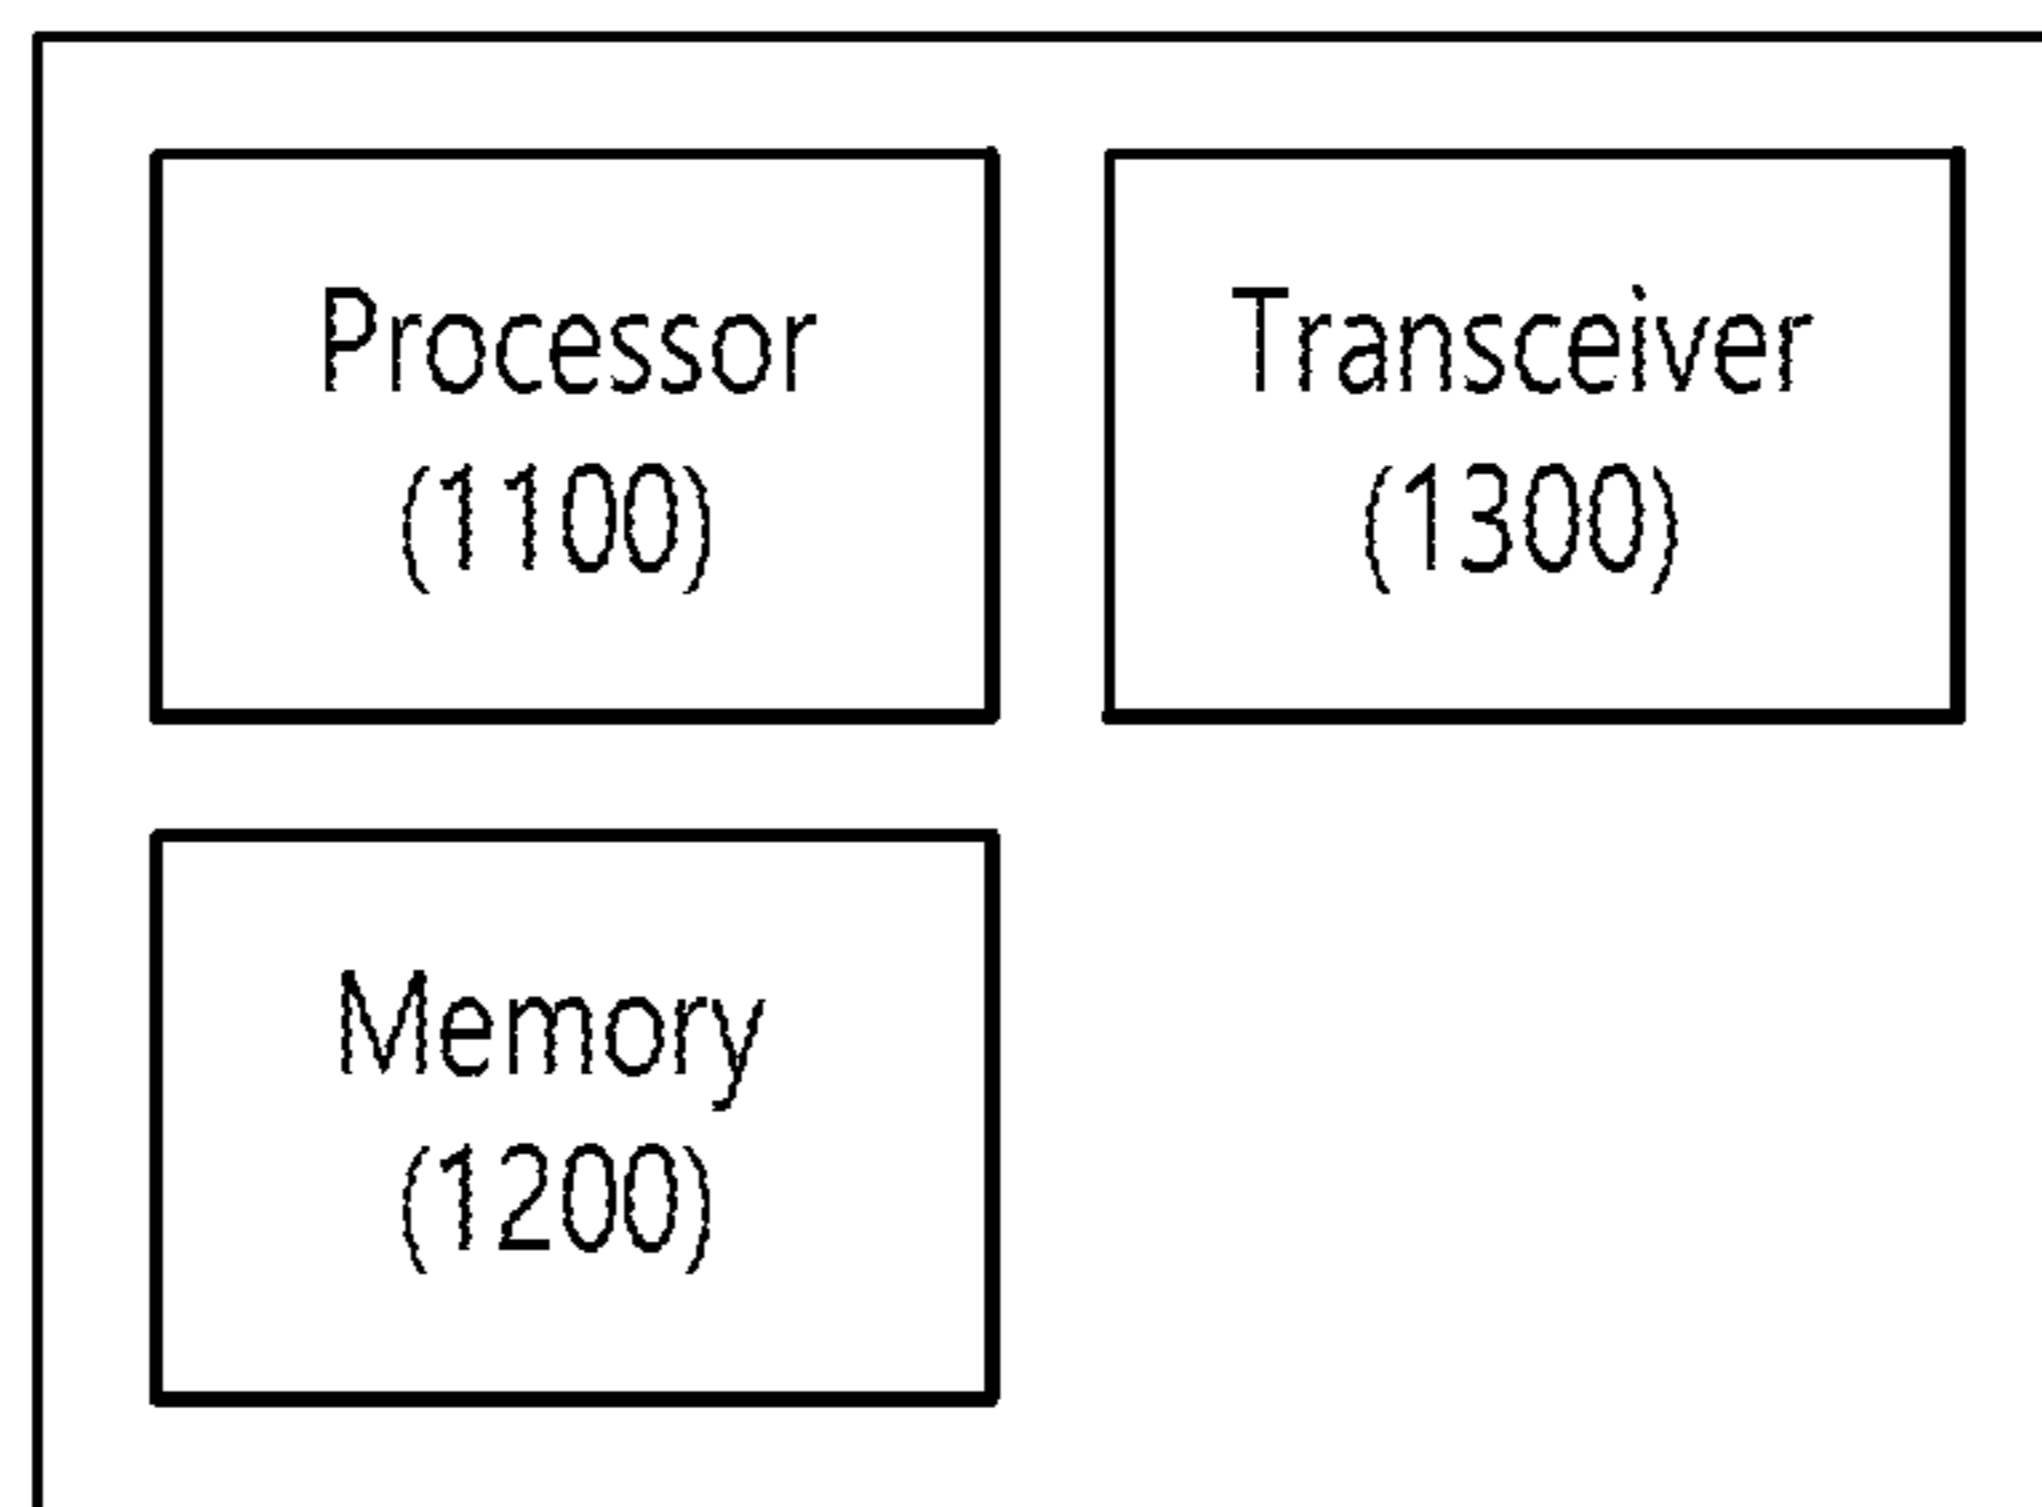 Processor
(1100)
Transceiver
(1300)
Memory
(1200)